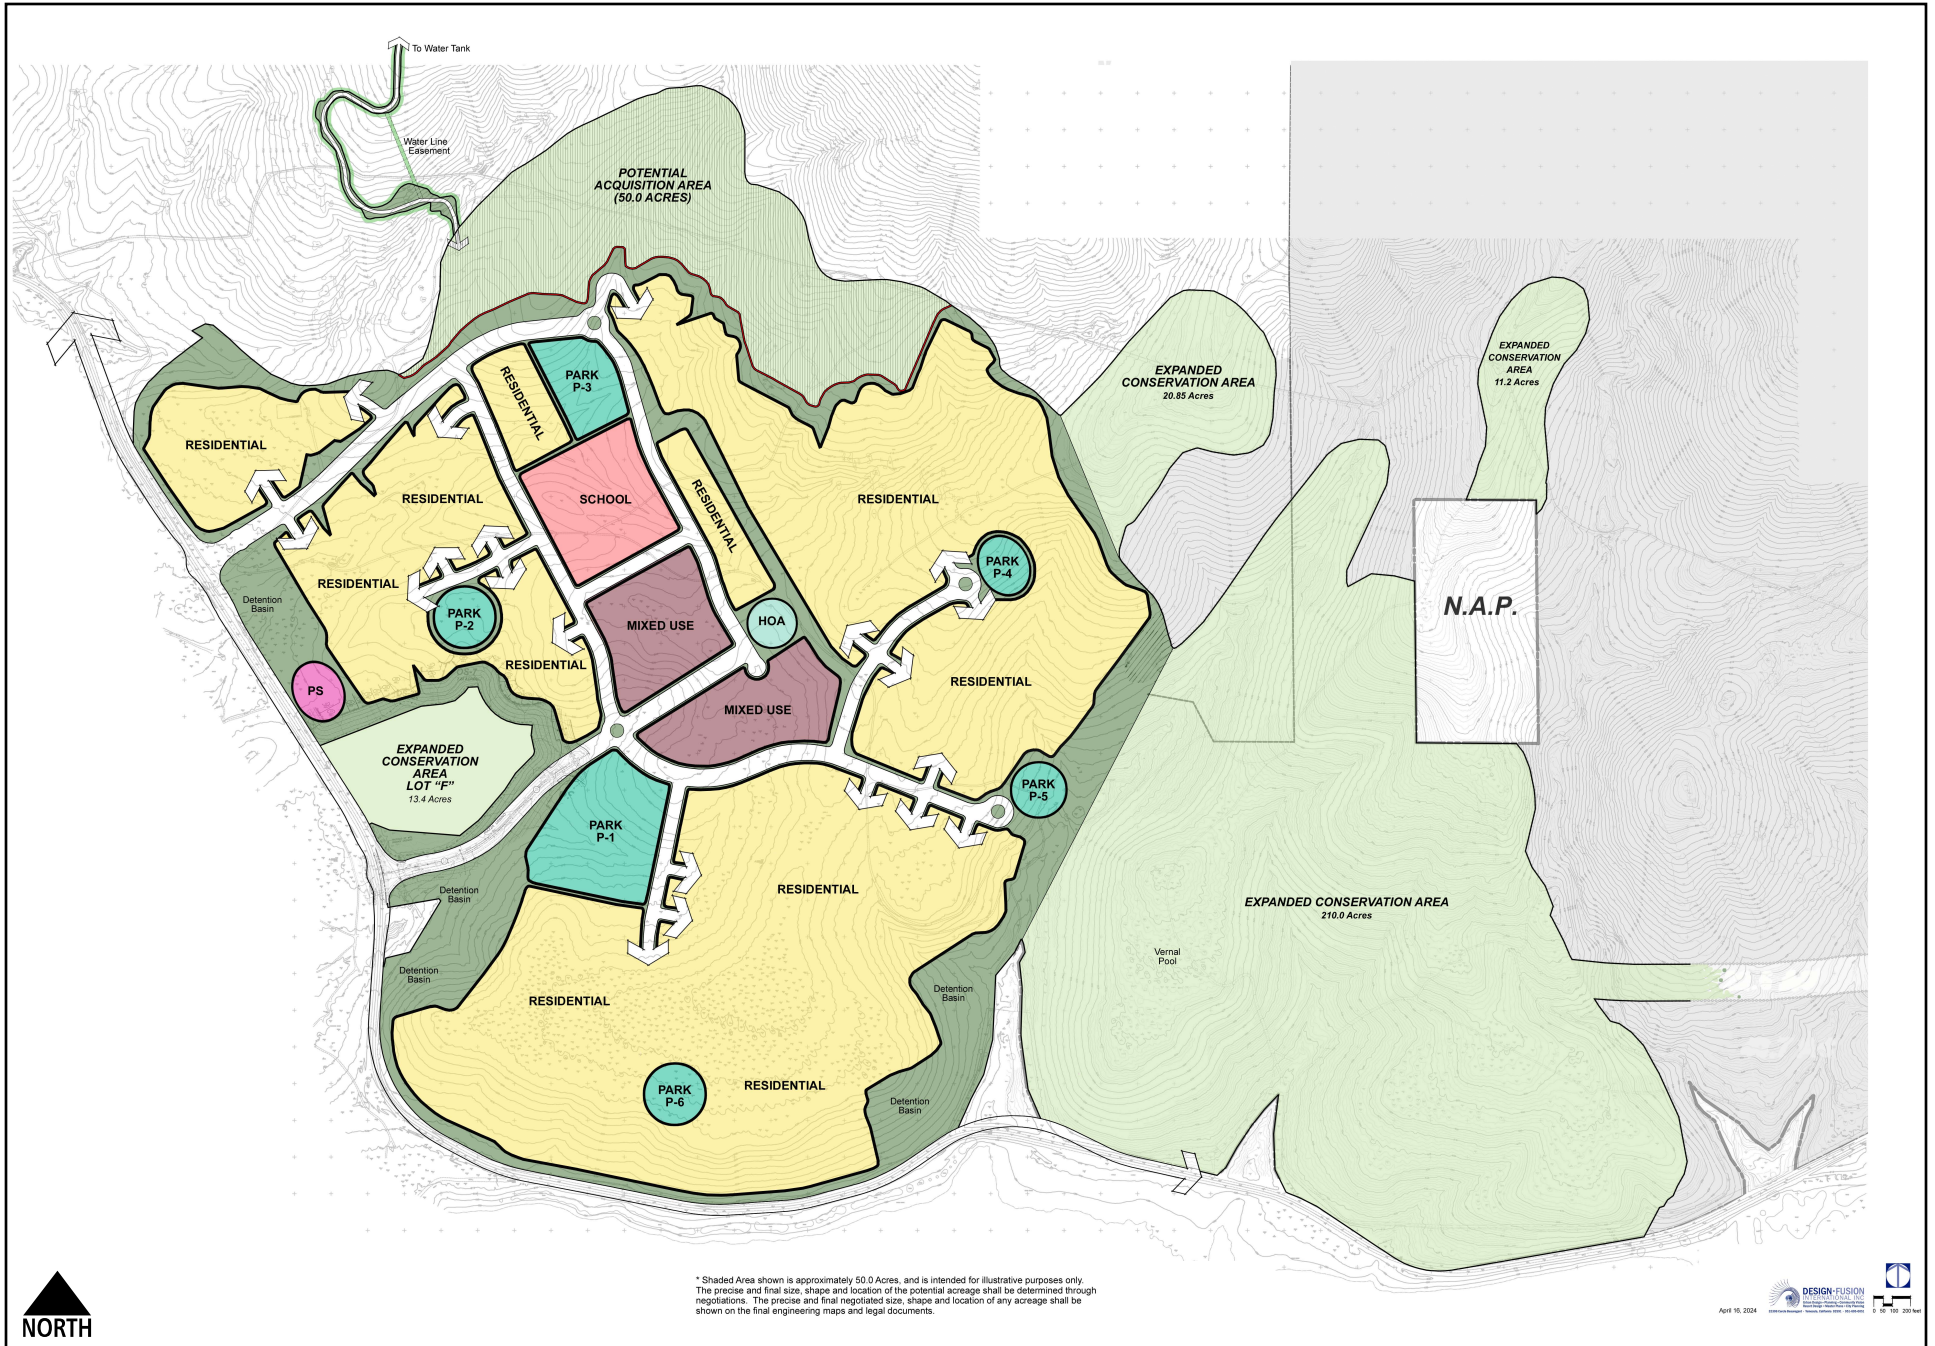 To Water Tank
Water Line
Easement
POTENTIAL
ACQUISITION AREA
(50.0 ACRES)
EXPANDED
CONSERVATION
AREA
11.2 Acres
EXPANDED
CONSERVATION AREA
20.85 Acres
PARK
P-3
RESIDENTIAL
RESIDENTIAL
RESIDENTIAL
SCHOOL
RESIDENTIAL
RESIDENTIAL
PARK
P-4
RESIDENTIAL
Detention
Basin
PARK
P-2
MIXED USE
HOA
N.A.P.
RESIDENTIAL
RESIDENTIAL
PS
MIXED USE
EXPANDED
CONSERVATION
AREA
LOT “F”
13.4 Acres
PARK
P-5
PARK
P-1
RESIDENTIAL
Detention
Basin
EXPANDED CONSERVATION AREA
210.0 Acres
Vernal
Pool
Detention
Basin
RESIDENTIAL
Detention
Basin
PARK
P-6
RESIDENTIAL
Detention
Basin
* Shaded Area shown is approximately 50.0 Acres, and is intended for illustrative purposes only.
The precise and final size, shape and location of the potential acreage shall be determined through
negotiations. The precise and final negotiated size, shape and location of any acreage shall be
shown on the final engineering maps and legal documents.
NORTH
April 16, 2024
DESIGN•FUSION
INTERNATIONAL INC
0 50 100 200 feet